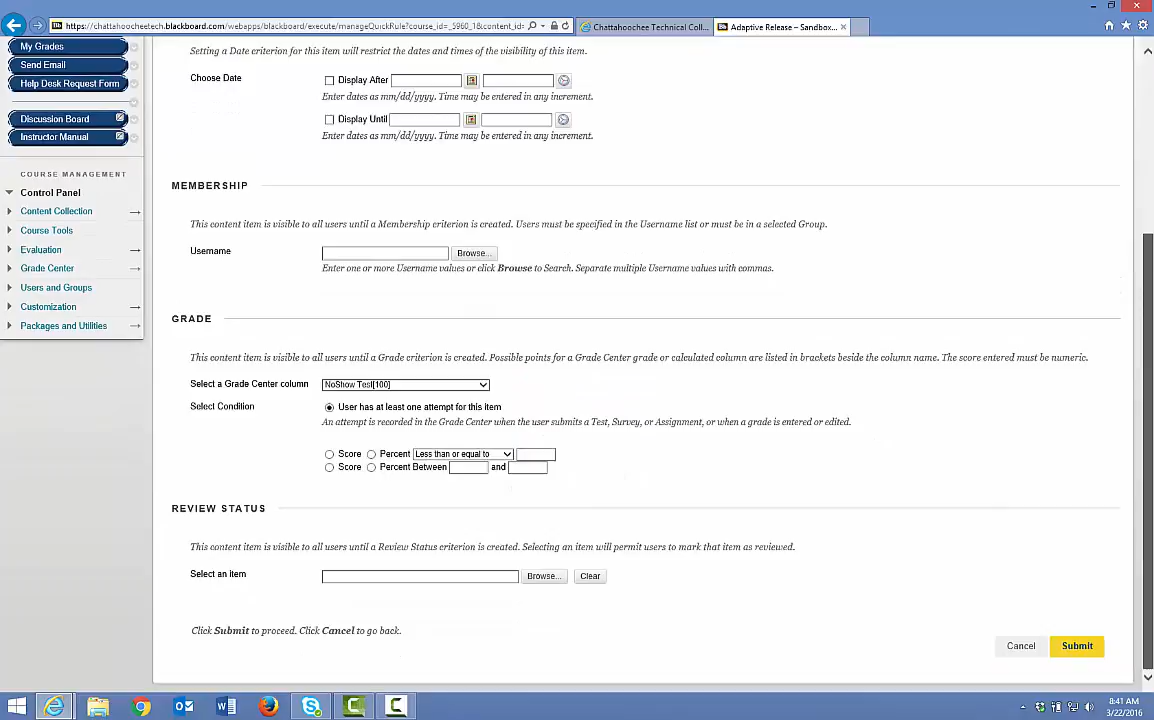 https://chattahoocheetech.blackboard.com/webapps/blackboard/execute/manageQuickRule?course_id=_5960_1&content_id=
Chattahoochee Technical Coll...
Adaptive Release – Sandbox...
My Grades
Send Email
Help Desk Request Form
Discussion Board
Instructor Manual
COURSE MANAGEMENT
Control Panel
Content Collection
Course Tools
Evaluation
Grade Center
Users and Groups
Customization
Packages and Utilities
Setting a Date criterion for this item will restrict the dates and times of the visibility of this item.
Choose Date
Display After
Enter dates as mm/dd/yyyy. Time may be entered in any increment.
Display Until
Enter dates as mm/dd/yyyy. Time may be entered in any increment.
MEMBERSHIP
This content item is visible to all users until a Membership criterion is created. Users must be specified in the Username list or must be in a selected Group.
Username
Browse...
Enter one or more Username values or click Browse to Search. Separate multiple Username values with commas.
GRADE
This content item is visible to all users until a Grade criterion is created. Possible points for a Grade Center grade or calculated column are listed in brackets beside the column name. The score entered must be numeric.
Select a Grade Center column
NoShow Test[100]
Select Condition
User has at least one attempt for this item
An attempt is recorded in the Grade Center when the user submits a Test, Survey, or Assignment, or when a grade is entered or edited.
Score Percent Less than or equal to
Score Percent Between and
REVIEW STATUS
This content item is visible to all users until a Review Status criterion is created. Selecting an item will permit users to mark that item as reviewed.
Select an Item
Browse... Clear
Click Submit to proceed. Click Cancel to go back.
Cancel Submit
8:41 AM
3/22/2016